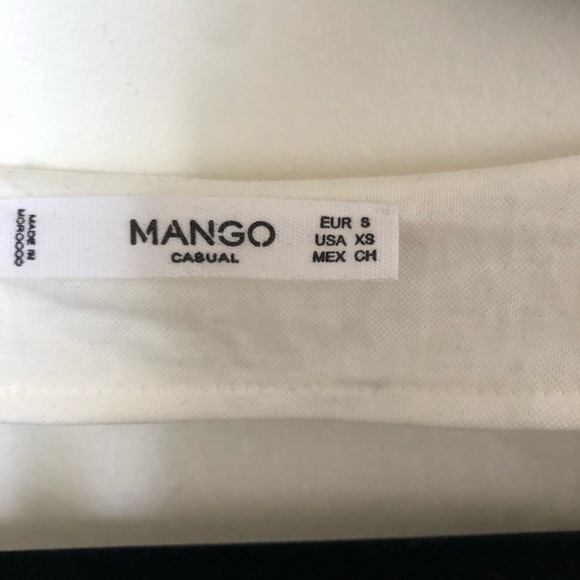 MADE IN
MOROCCO
MANGO
CASUAL
EUR S
USA XS
MEX CH